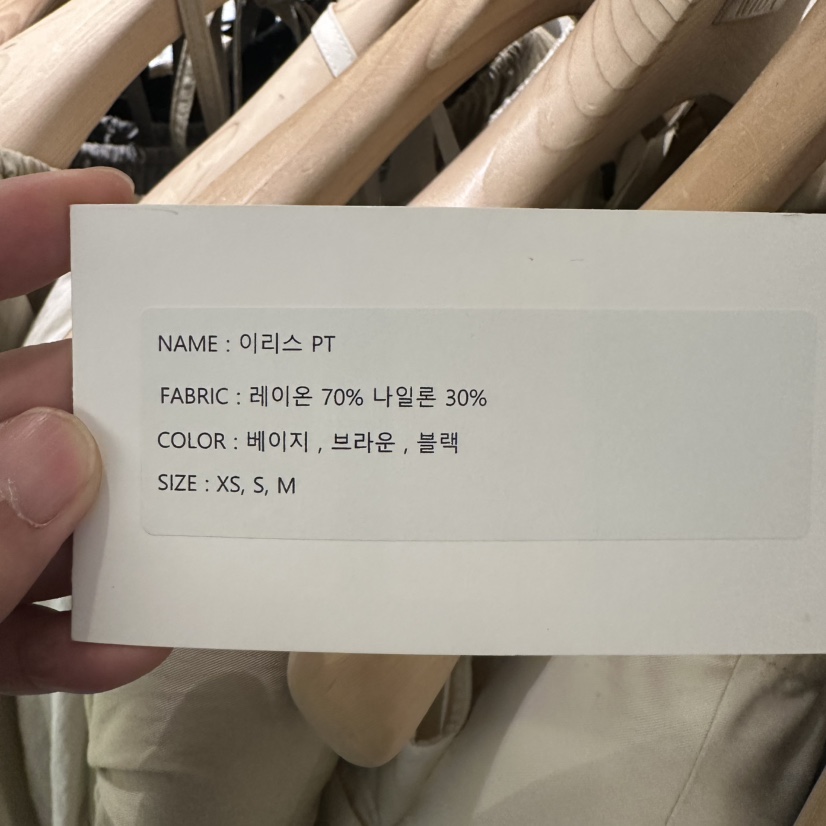 NAME : 이리스 PT
FABRIC : 레이온 70% 나일론 30%
COLOR : 베이지 , 브라운 , 블랙
SIZE : XS, S, M